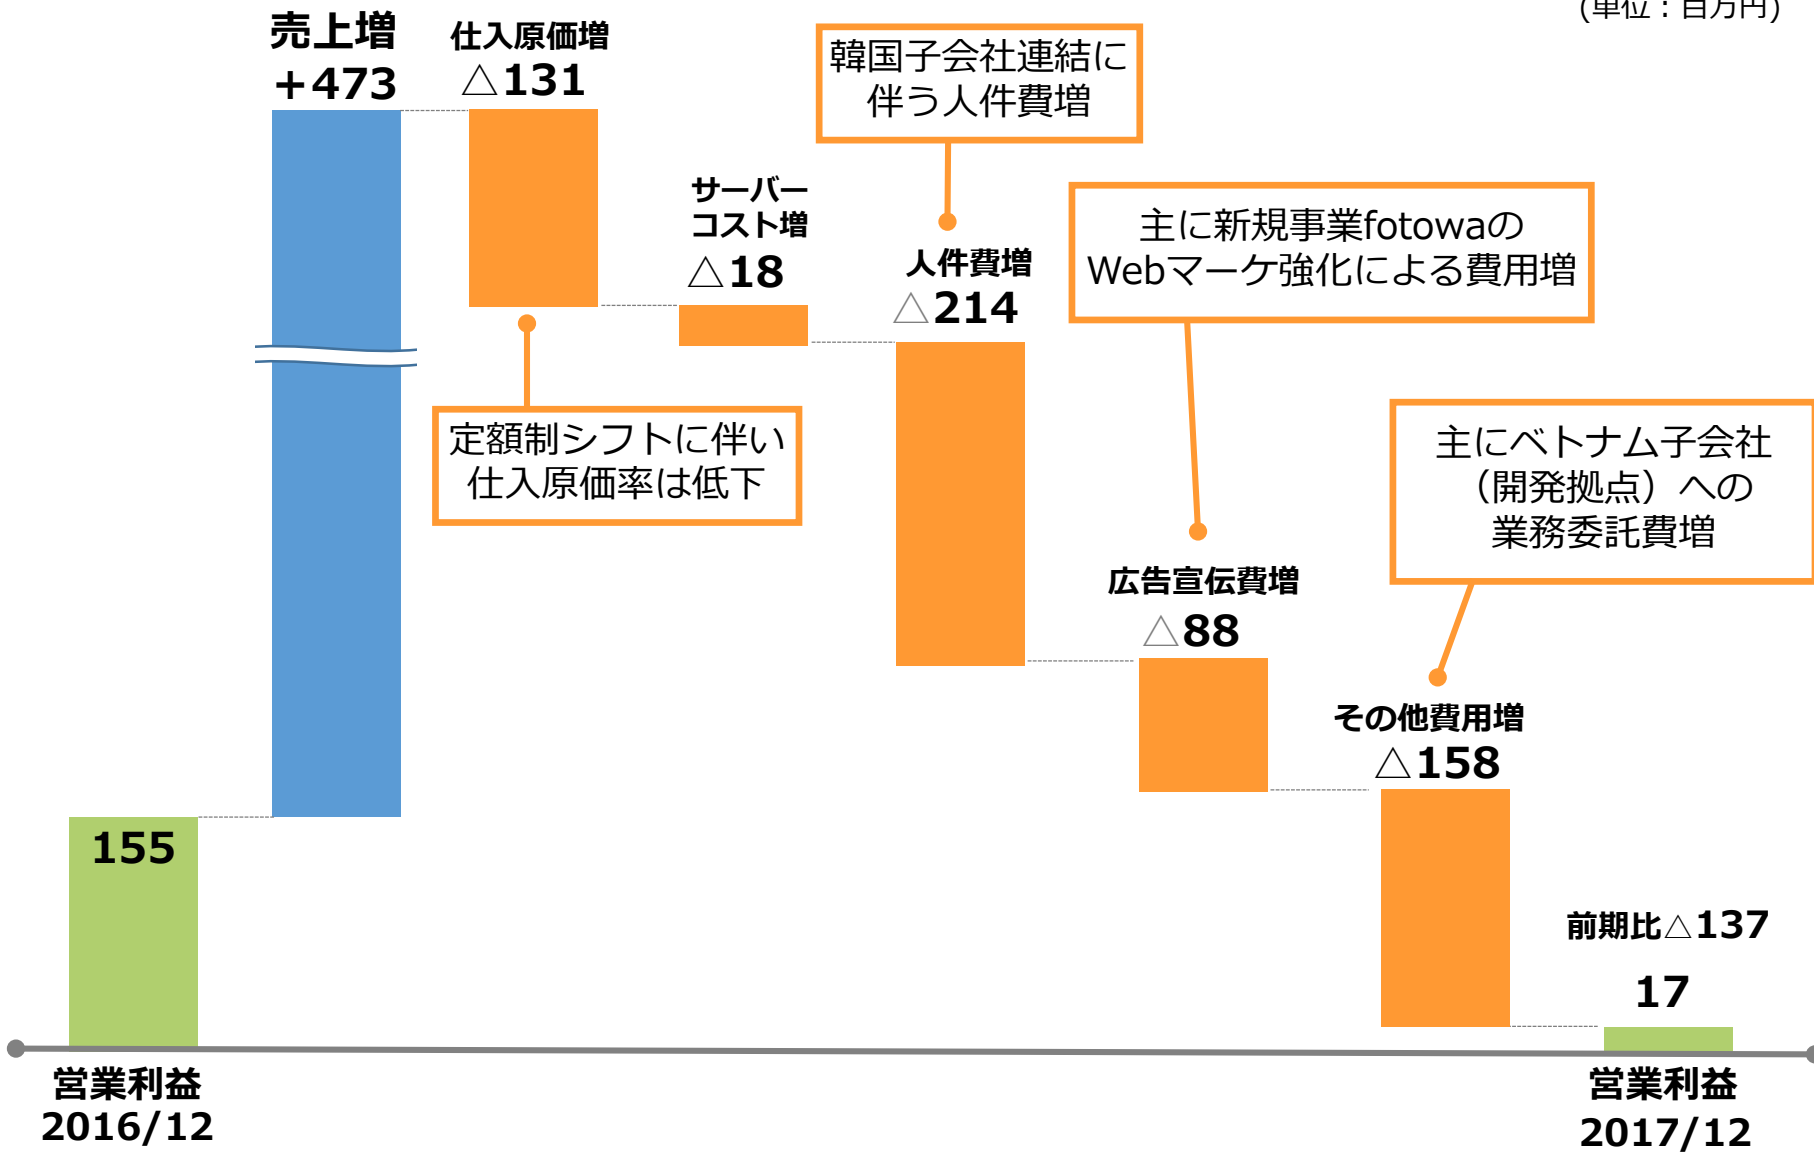 (単位：百万円)
売上増
+473
仕入原価増
△131
韓国子会社連結に
伴う人件費増
サーバー
コスト増
△18
人件費増
△214
主に新規事業fotowaの
Webマーケ強化による費用増
定額制シフトに伴い
仕入原価率は低下
主にベトナム子会社
（開発拠点）への
業務委託費増
広告宣伝費増
△88
その他費用増
△158
155
前期比△137
17
営業利益
2016/12
営業利益
2017/12